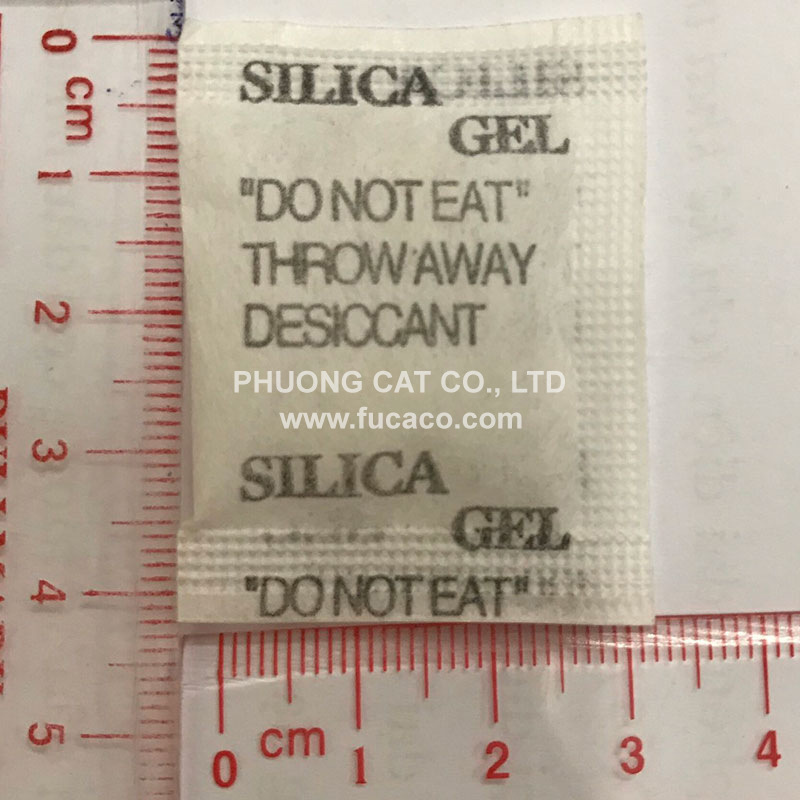 SILICA
GEL
"DO NOT EAT"
THROW AWAY
DESICCANT
PHUONG CAT CO., LTD
www.fucaco.com
SILICA
GEL
"DO NOT EAT"
0 cm 1 2 3 4 5
0 cm 1 2 3 4